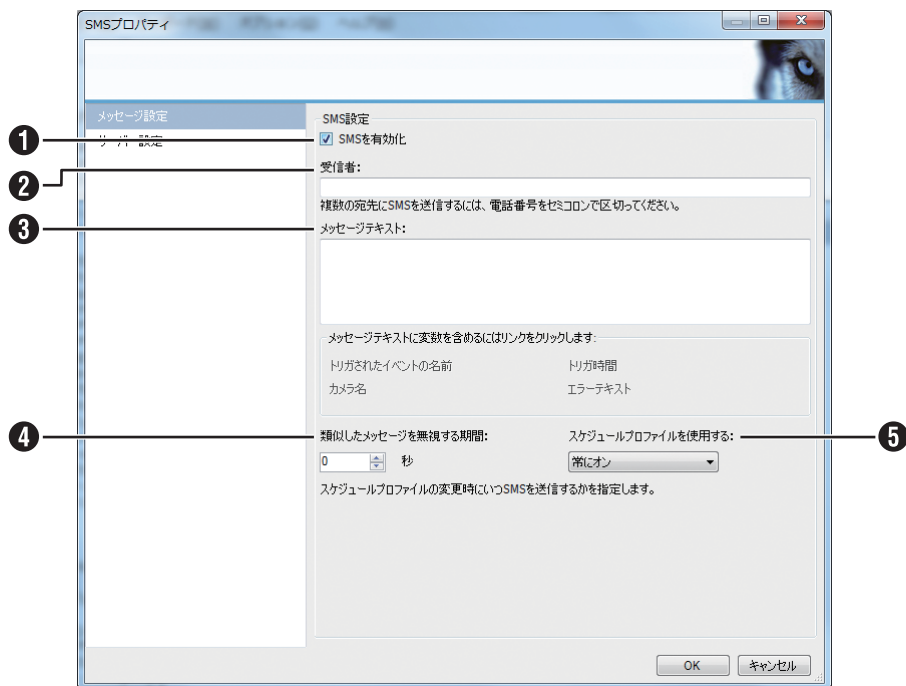 SMSプロパティ
メッセージ設定
サーバー設定
SMS設定
❶
SMSを有効化
❷
受信者:
複数の宛先にSMSを送信するには、電話番号をセミコロンで区切ってください。
❸
メッセージテキスト:
メッセージテキストに変数を含めるにはリンクをクリックします:
トリガされたイベントの名前
トリガ時間
カメラ名
エラーテキスト
❹
類似したメッセージを無視する期間:
スケジュールプロファイルを使用する:
❺
0
秒
常にオン
スケジュールプロファイルの変更時にいつSMSを送信するかを指定します。
OK
キャンセル